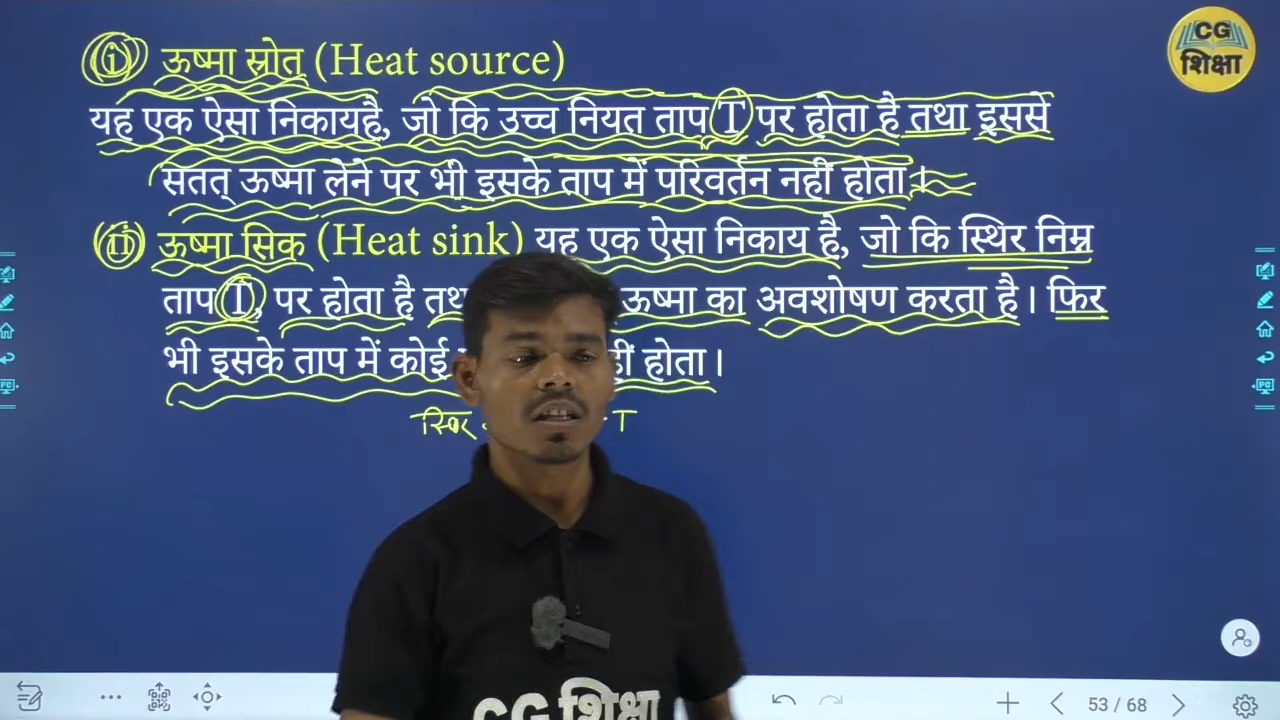 CG
शिक्षा
(i) ऊष्मा स्रोत (Heat source)
यह एक ऐसा निकायहै, जो कि उच्च नियत ताप T पर होता है तथा इससे
सतत् ऊष्मा लेने पर भी इसके ताप में परिवर्तन नहीं होता।
(ii) ऊष्मा सिक (Heat sink) यह एक ऐसा निकाय है, जो कि स्थिर निम्न
ताप पर होता है ऊष्मा का अवशोषण करता है। फिर
भी इसके ताप में कोई होता।
स्थिर T
CG शिक्षा
53 / 68